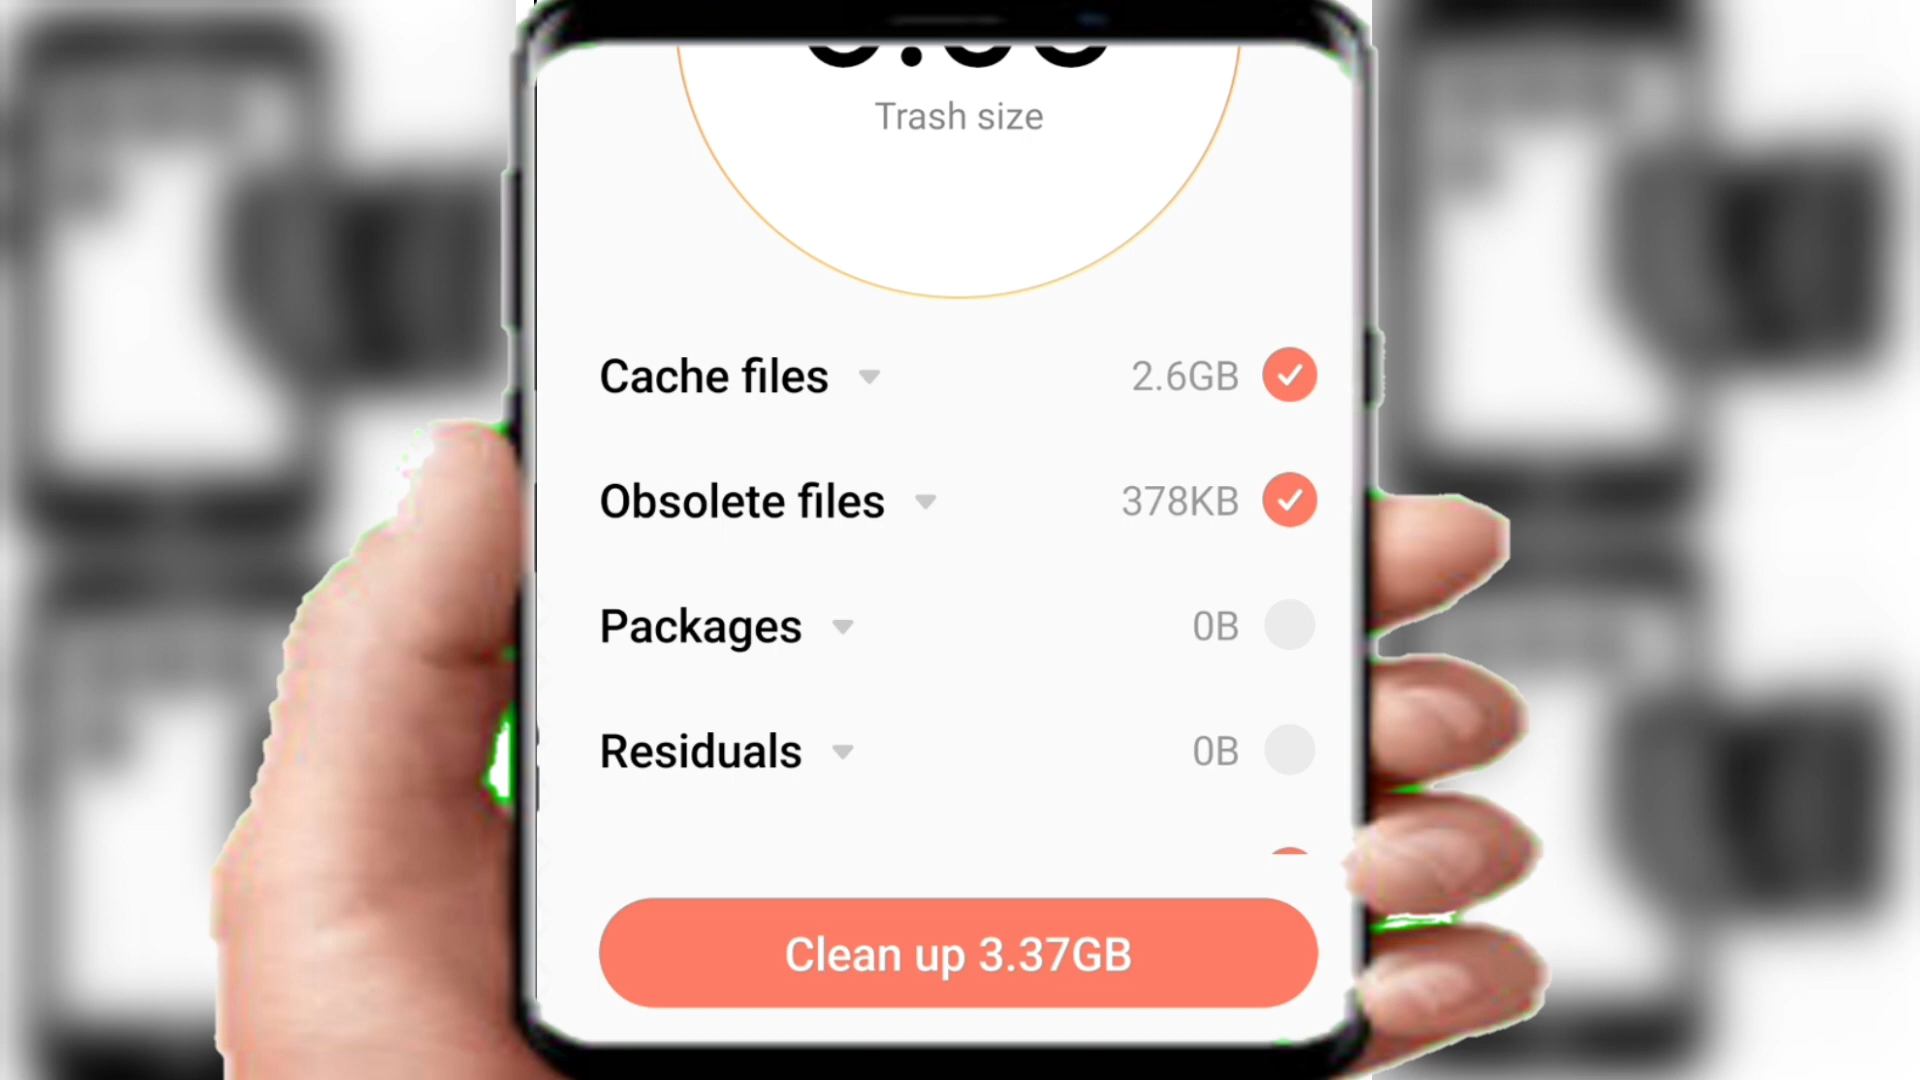 Trash size
Cache files
2.6GB
Obsolete files
378KB
Packages
0B
Residuals
0B
Clean up 3.37GB